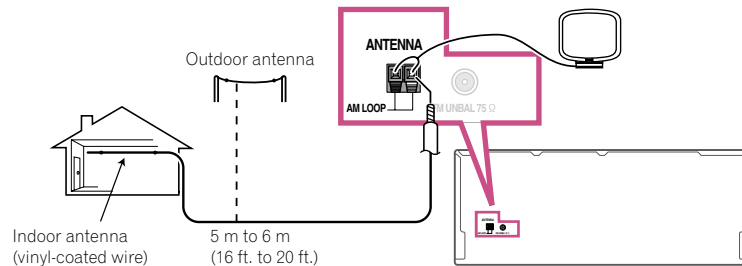 ANTENNA
Outdoor antenna
AM LOOP
FM UNBAL 75 Ω
Indoor antenna
(vinyl-coated wire)
5 m to 6 m
(16 ft. to 20 ft.)
ANTENNA